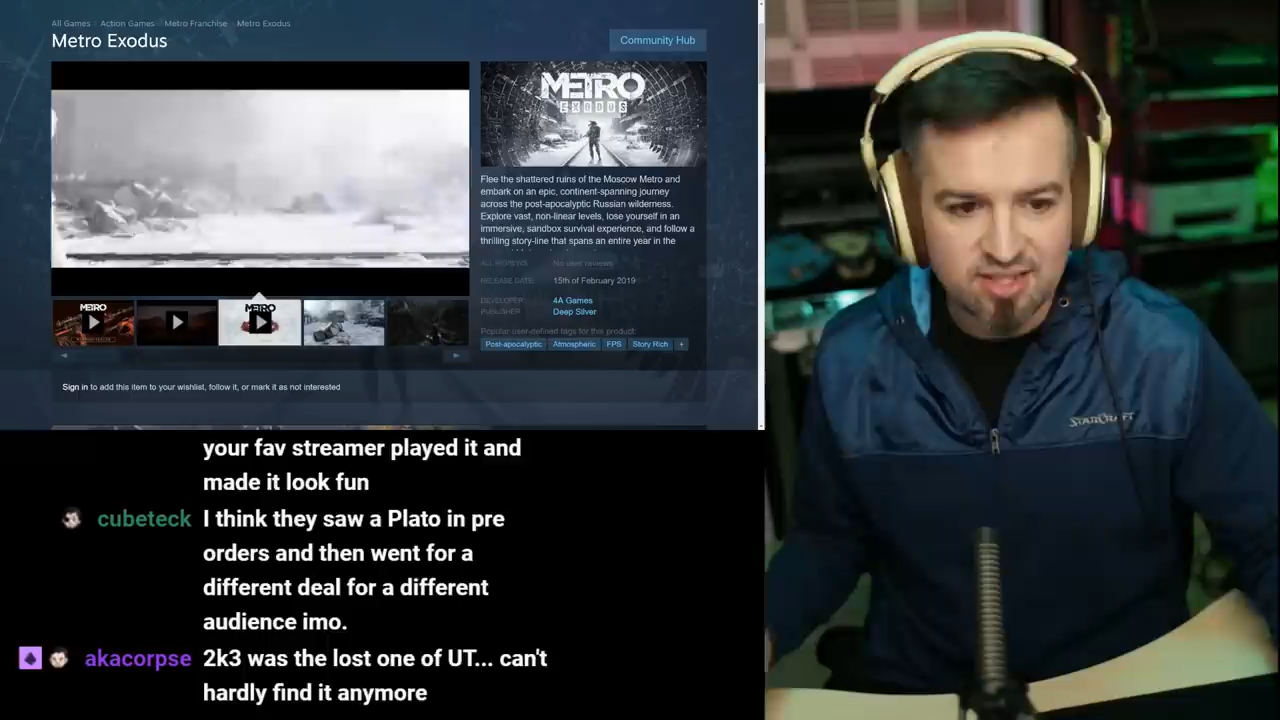 All Games
Action Games
Metro Franchise
Metro Exodus
Metro Exodus
Community Hub
METRO
EXODUS
Flee the shattered ruins of the Moscow Metro and
embark on an epic, continent-spanning journey
across the post-apocalyptic Russian wilderness.
Explore vast, non-linear levels, lose yourself in an
immersive, sandbox survival experience, and follow a
thrilling story-line that spans an entire year in the
ALL REVIEWS: No user reviews
RELEASE DATE: 15th of February 2019
DEVELOPER: 4A Games
PUBLISHER: Deep Silver
Popular user-defined tags for this product:
Post-apocalyptic Atmospheric FPS Story Rich +
METRO
METRO
Sign in to add this item to your wishlist, follow it, or mark it as not interested
your fav streamer played it and
made it look fun
cubeteck I think they saw a Plato in pre
orders and then went for a
different deal for a different
audience imo.
akacorpse 2k3 was the lost one of UT... can't
hardly find it anymore
STARCRAFT